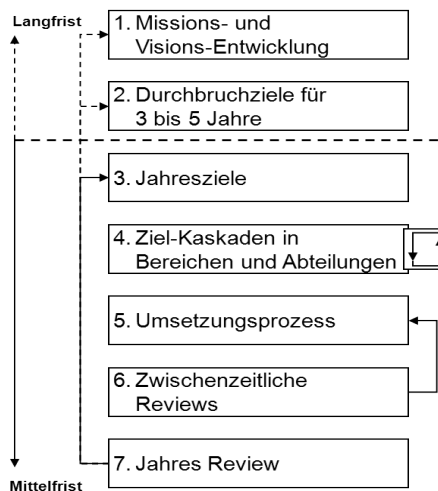 Langfrist
1. Missions- und
Visions-Entwicklung
2. Durchbruchziele für
3 bis 5 Jahre
3. Jahresziele
4. Ziel-Kaskaden in
Bereichen und Abteilungen
5. Umsetzungsprozess
6. Zwischenzeitliche
Reviews
7. Jahres Review
Mittelfrist